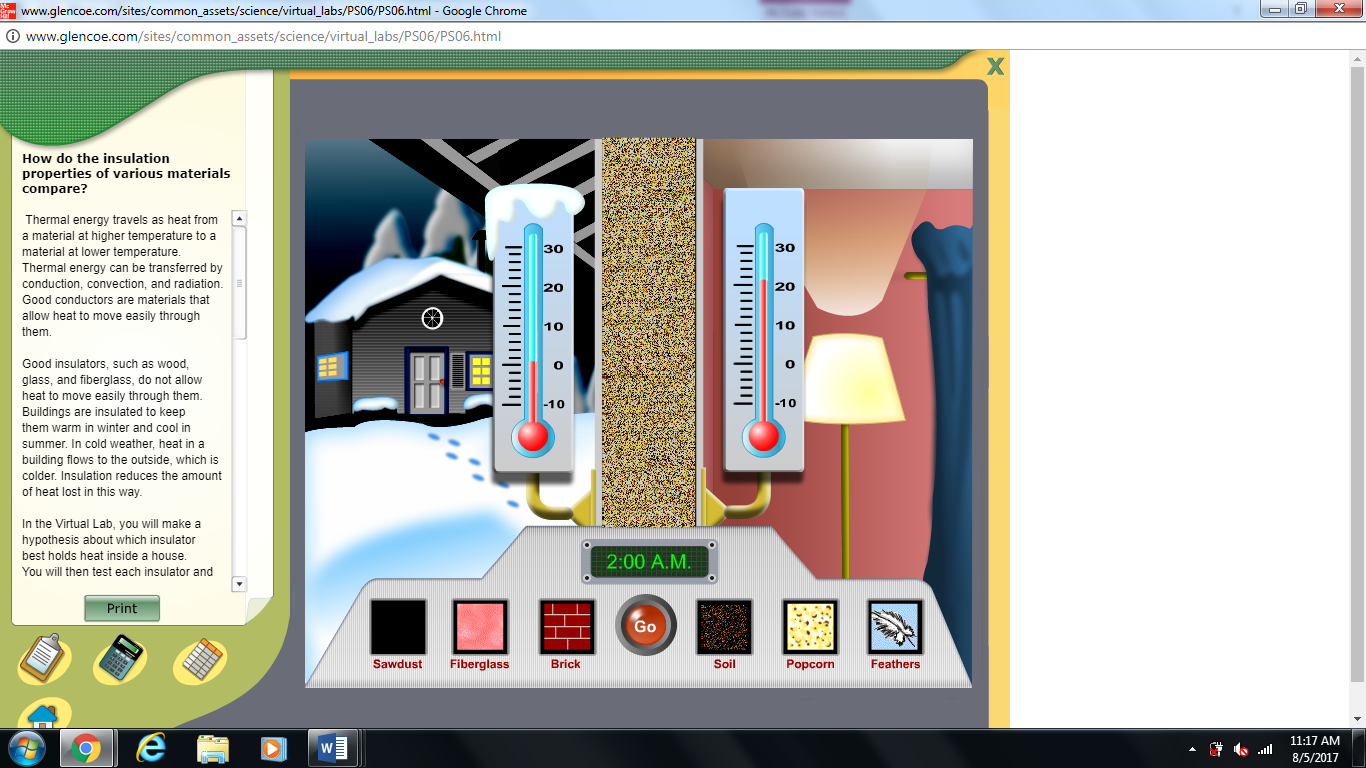 Mc
Graw
Hill
www.glencoe.com/sites/common_assets/science/virtual_labs/PS06/PS06.html - Google Chrome
www.glencoe.com/sites/common_assets/science/virtual_labs/PS06/PS06.html
X
How do the insulation
properties of various materials
compare?
Thermal energy travels as heat from
a material at higher temperature to a
material at lower temperature.
Thermal energy can be transferred by
conduction, convection, and radiation.
Good conductors are materials that
allow heat to move easily through
them.
Good insulators, such as wood,
glass, and fiberglass, do not allow
heat to move easily through them.
Buildings are insulated to keep
them warm in winter and cool in
summer. In cold weather, heat in a
building flows to the outside, which is
colder. Insulation reduces the amount
of heat lost in this way.
In the Virtual Lab, you will make a
hypothesis about which insulator
best holds heat inside a house.
You will then test each insulator and
Print
30
20
10
0
-10
30
20
10
0
-10
2:00 A.M.
Go
Sawdust Fiberglass Brick Soil Popcorn Feathers
11:17 AM
8/5/2017